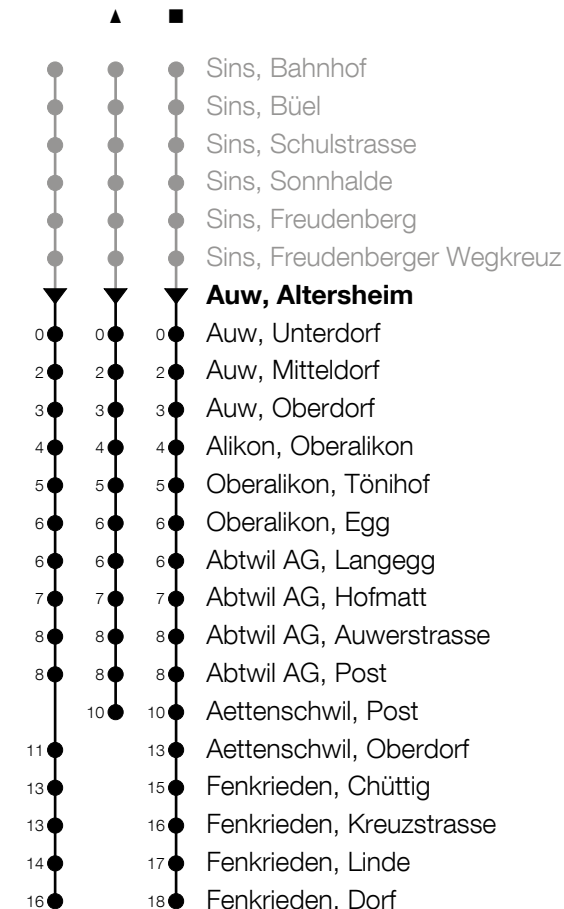 ▲ ■
Sins, Bahnhof
Sins, Büel
Sins, Schulstrasse
Sins, Sonnhalde
Sins, Freudenberg
Sins, Freudenberger Wegkreuz
Auw, Altersheim
0 0 0 Auw, Unterdorf
2 2 2 Auw, Mitteldorf
3 3 3 Auw, Oberdorf
4 4 4 Alikon, Oberalikon
5 5 5 Oberalikon, Tönihof
6 6 6 Oberalikon, Egg
6 6 6 Abtwil AG, Langegg
7 7 7 Abtwil AG, Hofmatt
8 8 8 Abtwil AG, Auwerstrasse
8 8 8 Abtwil AG, Post
10 10 Aettenschwil, Post
11 13 Aettenschwil, Oberdorf
13 15 Fenkrieden, Chüttig
13 16 Fenkrieden, Kreuzstrasse
14 17 Fenkrieden, Linde
16 18 Fenkrieden, Dorf